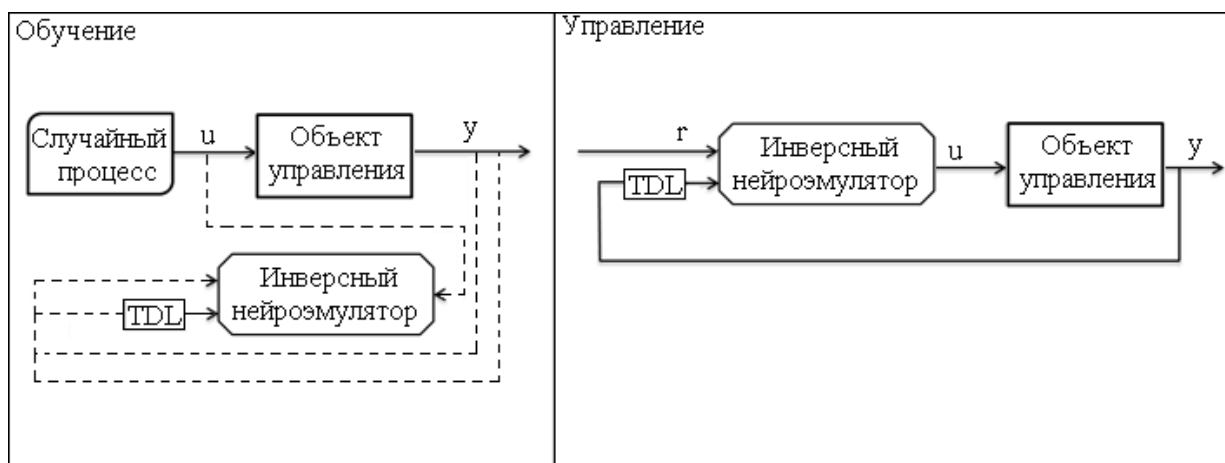 Обучение
Случайный
процесс
u
Объект
управления
y
Инверсный
нейроэмулятор
TDL
Управление
r
TDL
Инверсный
нейроэмулятор
u
Объект
управления
y